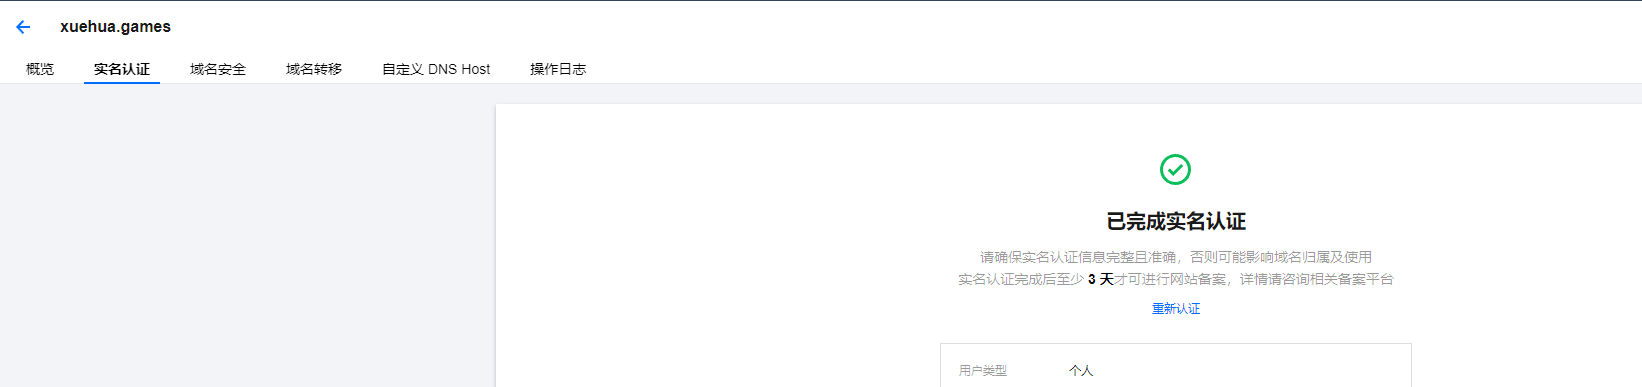 xuehua.games
概览 实名认证 域名安全 域名转移 自定义 DNS Host 操作日志
已完成实名认证
请确保实名认证信息完整且准确，否则可能影响域名归属及使用
实名认证完成后至少 3 天才可进行网站备案，详情请咨询相关备案平台
重新认证
用户类型 个人